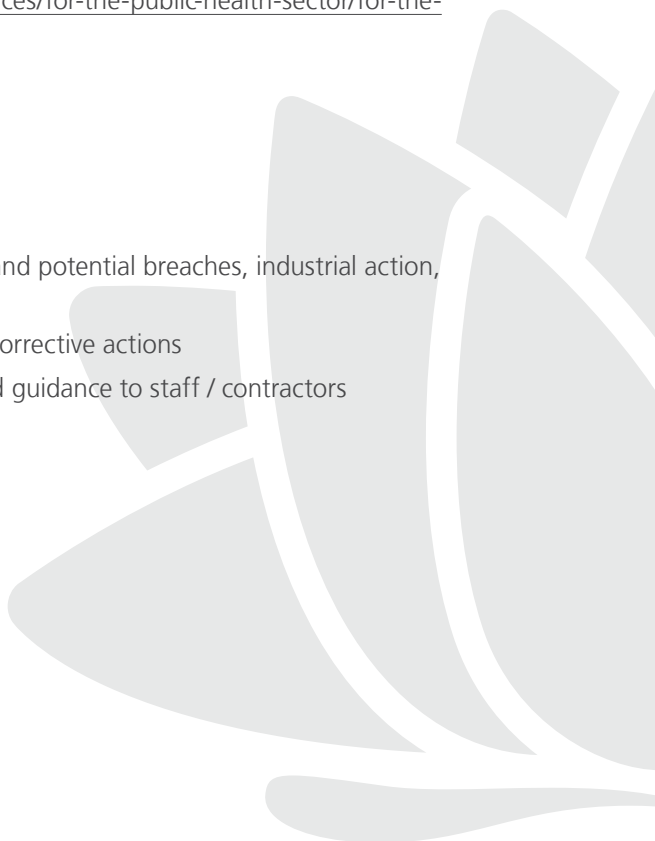 ces/for-the-public-health-sector/for-the-
nd potential breaches, industrial action,
orrective actions
d guidance to staff / contractors